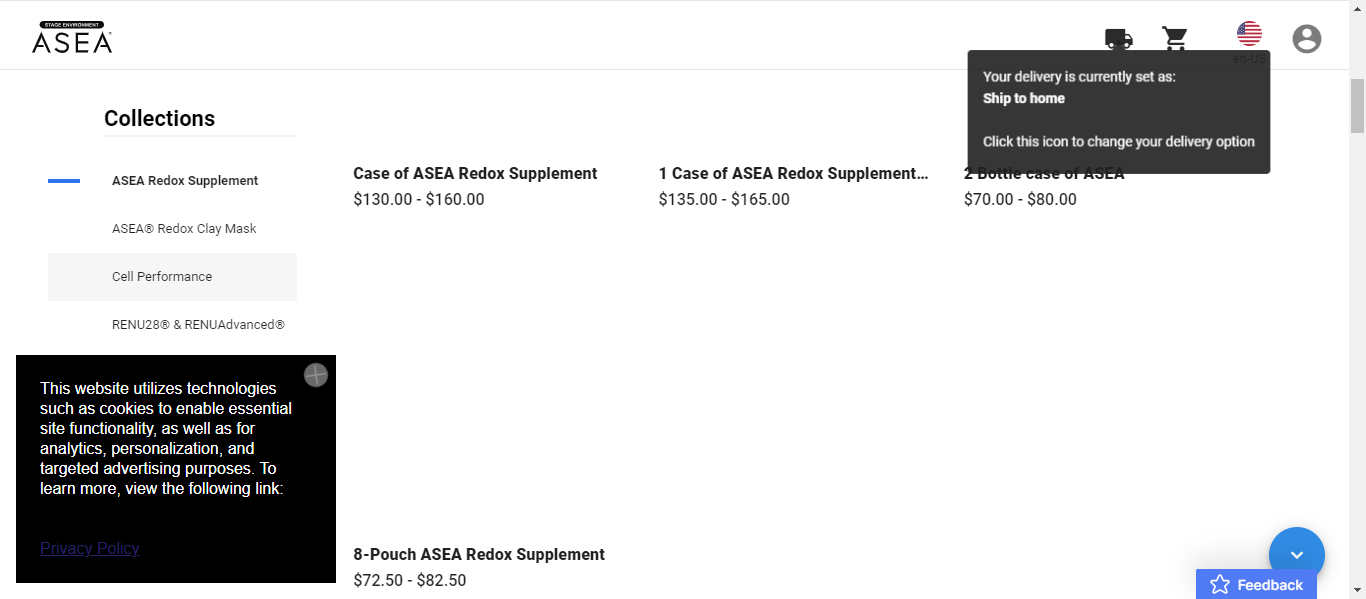 STAGE ENVIRONMENT
ASEA
en-US
Your delivery is currently set as:
Ship to home
Click this icon to change your delivery option
Collections
ASEA Redox Supplement
ASEA® Redox Clay Mask
Cell Performance
RENU28® & RENUAdvanced®
Case of ASEA Redox Supplement
$130.00 - $160.00
1 Case of ASEA Redox Supplement...
$135.00 - $165.00
2 Bottle case of ASEA
$70.00 - $80.00
This website utilizes technologies
such as cookies to enable essential
site functionality, as well as for
analytics, personalization, and
targeted advertising purposes. To
learn more, view the following link:
Privacy Policy
8-Pouch ASEA Redox Supplement
$72.50 - $82.50
Feedback